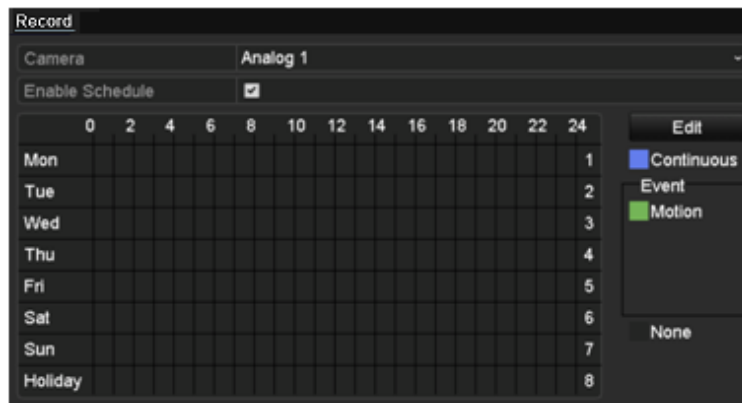 Record
Camera Analog 1
Enable Schedule
0 2 4 6 8 10 12 14 16 18 20 22 24
Edit
Mon 1
Continuous
Tue 2
Event
Motion
Wed 3
Thu 4
Fri 5
Sat 6
None
Sun 7
Holiday 8